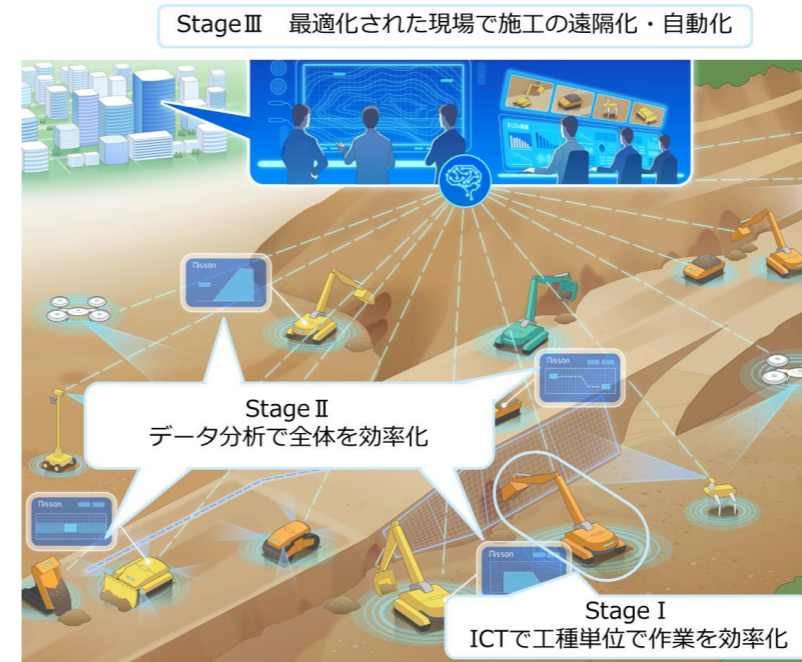 StageⅢ　最適化された現場で施工の遠隔化・自動化
StageⅡ
データ分析で全体を効率化
StageⅠ
ICTで工種単位で作業を効率化